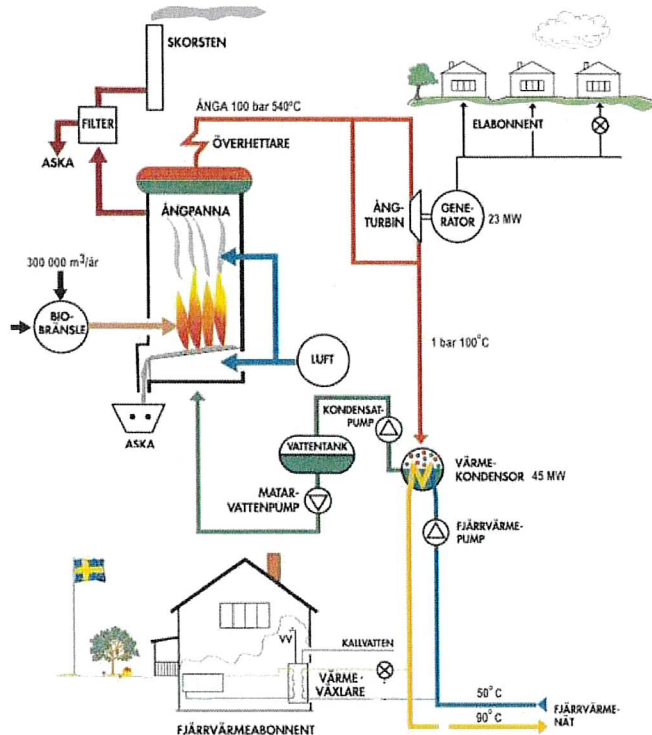 SKORSTEN
ÅNGA 100 bar 540°C
FILTER
ÖVERHETTARE
ELABONNENT
ASKA
ÅNGPANNA
ÅNG-
TURBIN
GENE-
RATOR
23 MW
300 000 m³/år
BIO-
BRÄNSLE
1 bar 100°C
LUFT
KONDENSAT-
PUMP
ASKA
VATTENTANK
VÄRME-
KONDENSOR 45 MW
MATAR-
VATTENPUMP
FJÄRRVÄRME-
PUMP
VV
KALLVATTEN
VÄRME-
VÄXLARE
50°C
90°C
FJÄRRVÄRME-
NÄT
FJÄRRVÄRMEABONNENT